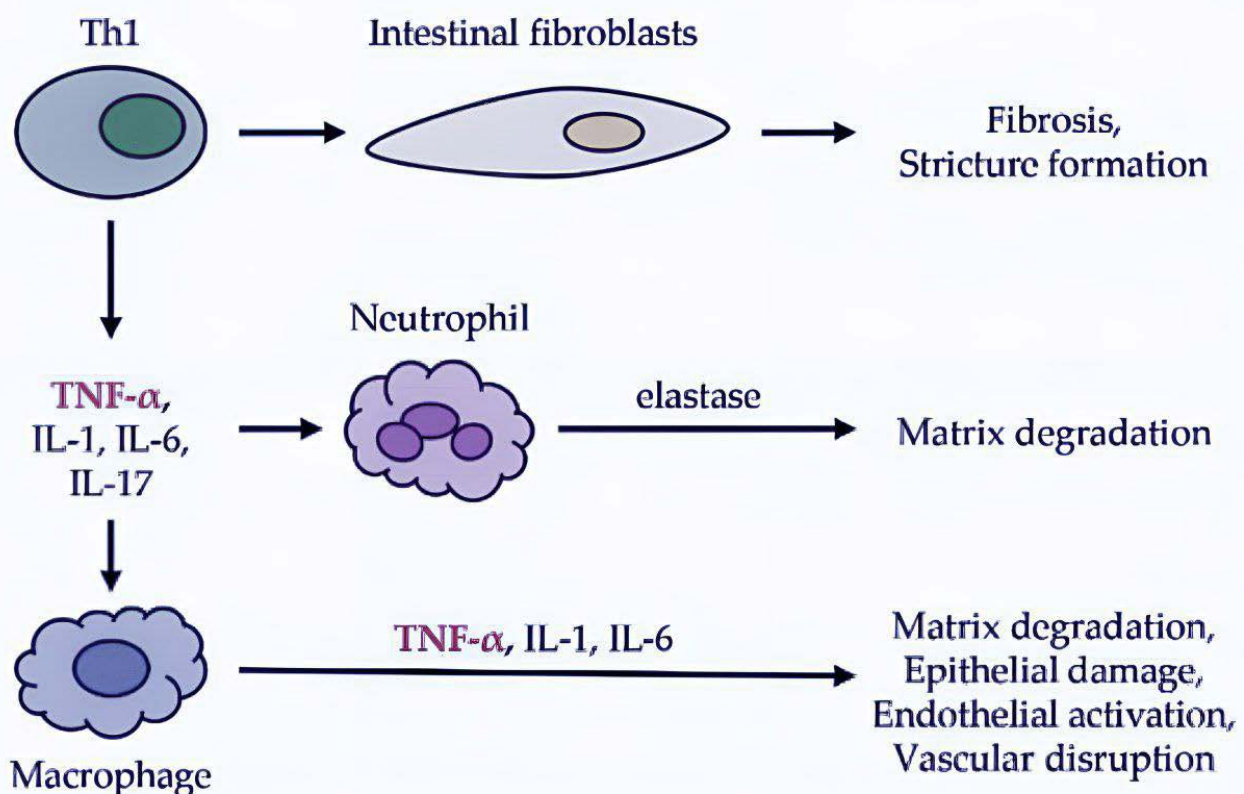 Th1
Intestinal fibroblasts
Fibrosis,
Stricture formation
Neutrophil
TNF-α,
IL-1, IL-6,
IL-17
elastase
Matrix degradation
TNF-α, IL-1, IL-6
Matrix degradation,
Epithelial damage,
Endothelial activation,
Vascular disruption
Macrophage